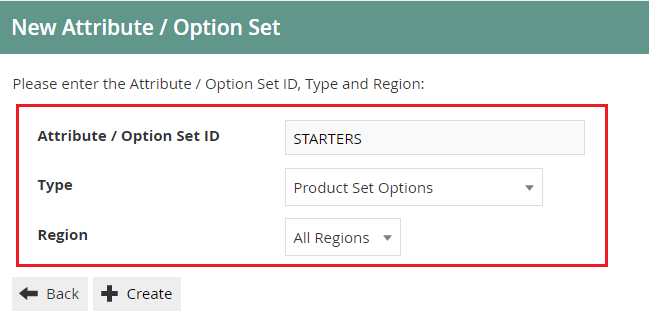 New Attribute / Option Set
Please enter the Attribute / Option Set ID, Type and Region:
Attribute / Option Set ID STARTERS
Type Product Set Options
Region All Regions
Back Create